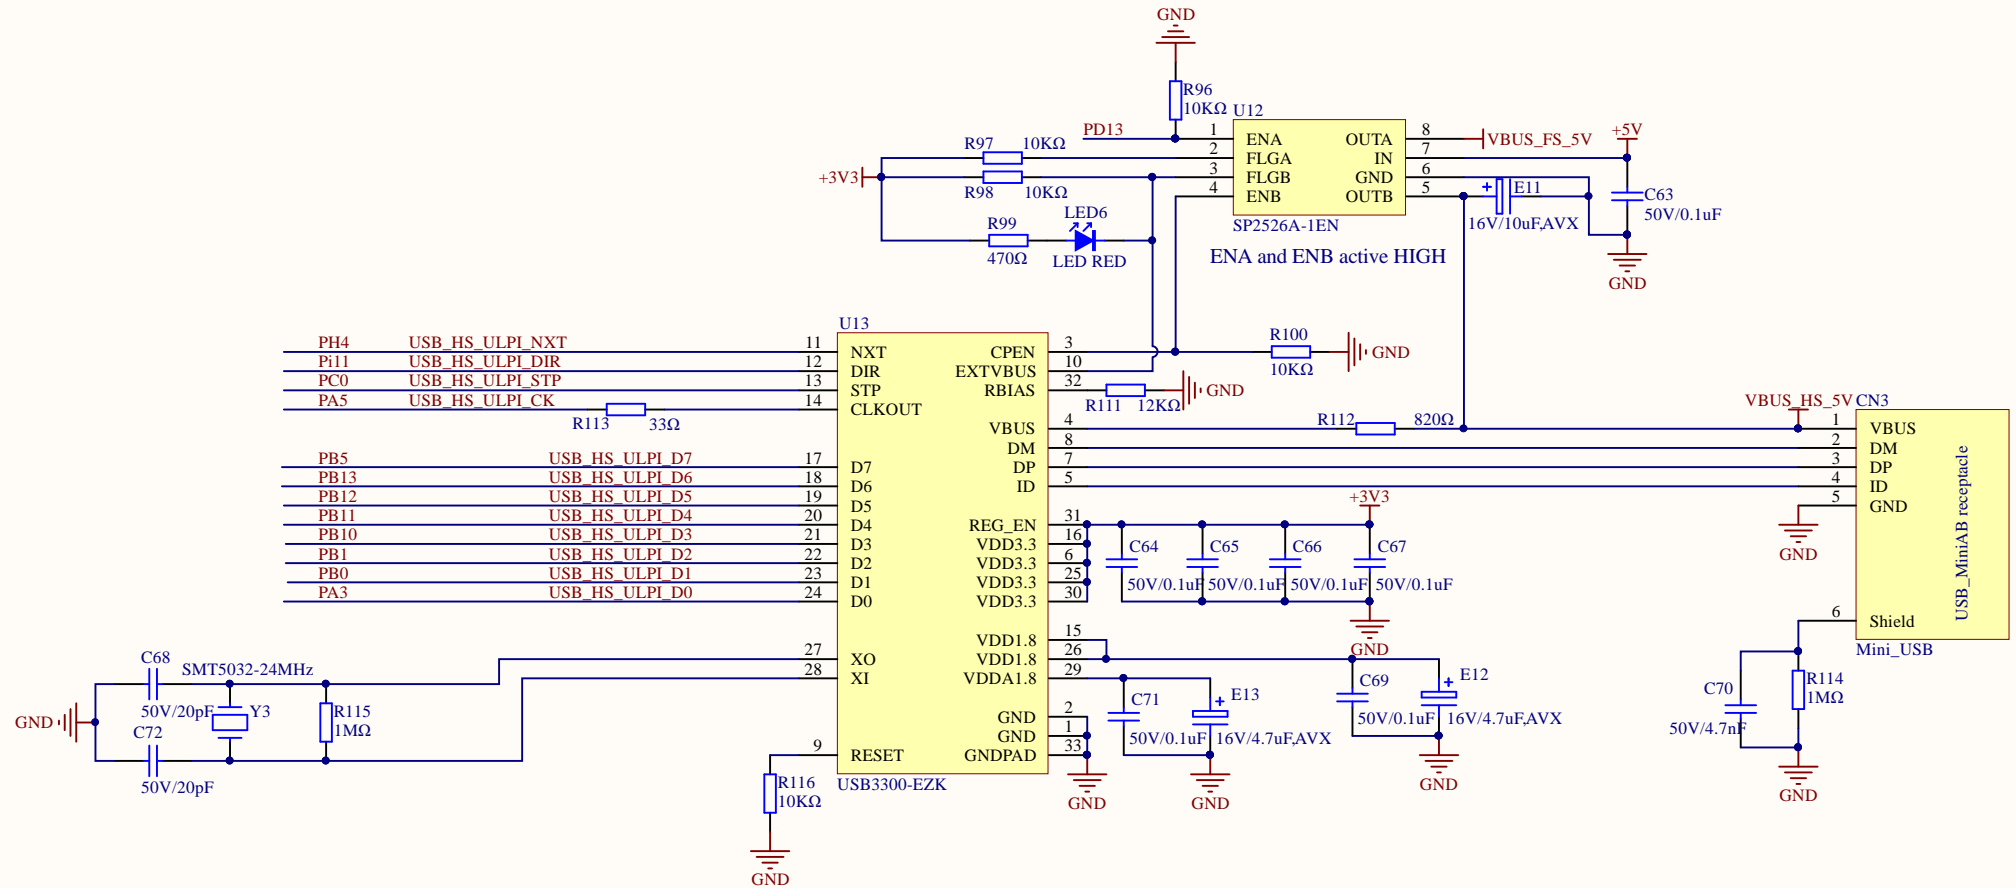 GND
R96
10KΩ
U12
PD13
1
ENA
OUTA
8
VBUS_FS_5V
+5V
R97
10KΩ
2
FLGA
IN
7
+3V3
3
FLGB
GND
6
R98
10KΩ
4
ENB
OUTB
5
E11
16V/10uF,AVX
C63
50V/0.1uF
SP2526A-1EN
R99
470Ω
LED6
LED RED
ENA and ENB active HIGH
GND
U13
PH4
USB_HS_ULPI_NXT
11
NXT
Pi11
USB_HS_ULPI_DIR
12
DIR
PC0
USB_HS_ULPI_STP
13
STP
PA5
USB_HS_ULPI_CK
14
CLKOUT
R113
33Ω
PB5
USB_HS_ULPI_D7
17
D7
PB13
USB_HS_ULPI_D6
18
D6
PB12
USB_HS_ULPI_D5
19
D5
PB11
USB_HS_ULPI_D4
20
D4
PB10
USB_HS_ULPI_D3
21
D3
PB1
USB_HS_ULPI_D2
22
D2
PB0
USB_HS_ULPI_D1
23
D1
PA3
USB_HS_ULPI_D0
24
D0
27
XO
28
XI
9
RESET
USB3300-EZK
CPEN
3
EXTVBUS
10
RBIAS
32
VBUS
4
DM
8
DP
7
ID
5
REG_EN
31
VDD3.3
16
VDD3.3
6
VDD3.3
25
VDD3.3
30
VDD1.8
15
VDD1.8
26
VDDA1.8
29
GND
2
GND
1
GNDPAD
33
R100
10KΩ
GND
R111
12KΩ
GND
R112
820Ω
VBUS_HS_5V
CN3
1
VBUS
2
DM
3
DP
4
ID
5
GND
6
Shield
USB_MiniAB receptacle
Mini_USB
GND
+3V3
C64
50V/0.1uF
C65
50V/0.1uF
C66
50V/0.1uF
C67
50V/0.1uF
GND
C69
50V/0.1uF
E12
16V/4.7uF,AVX
GND
C71
50V/0.1uF
E13
16V/4.7uF,AVX
GND
GND
C70
50V/4.7nF
R114
1MΩ
GND
C68
50V/20pF
SMT5032-24MHz
Y3
R115
1MΩ
GND
C72
50V/20pF
R116
10KΩ
GND